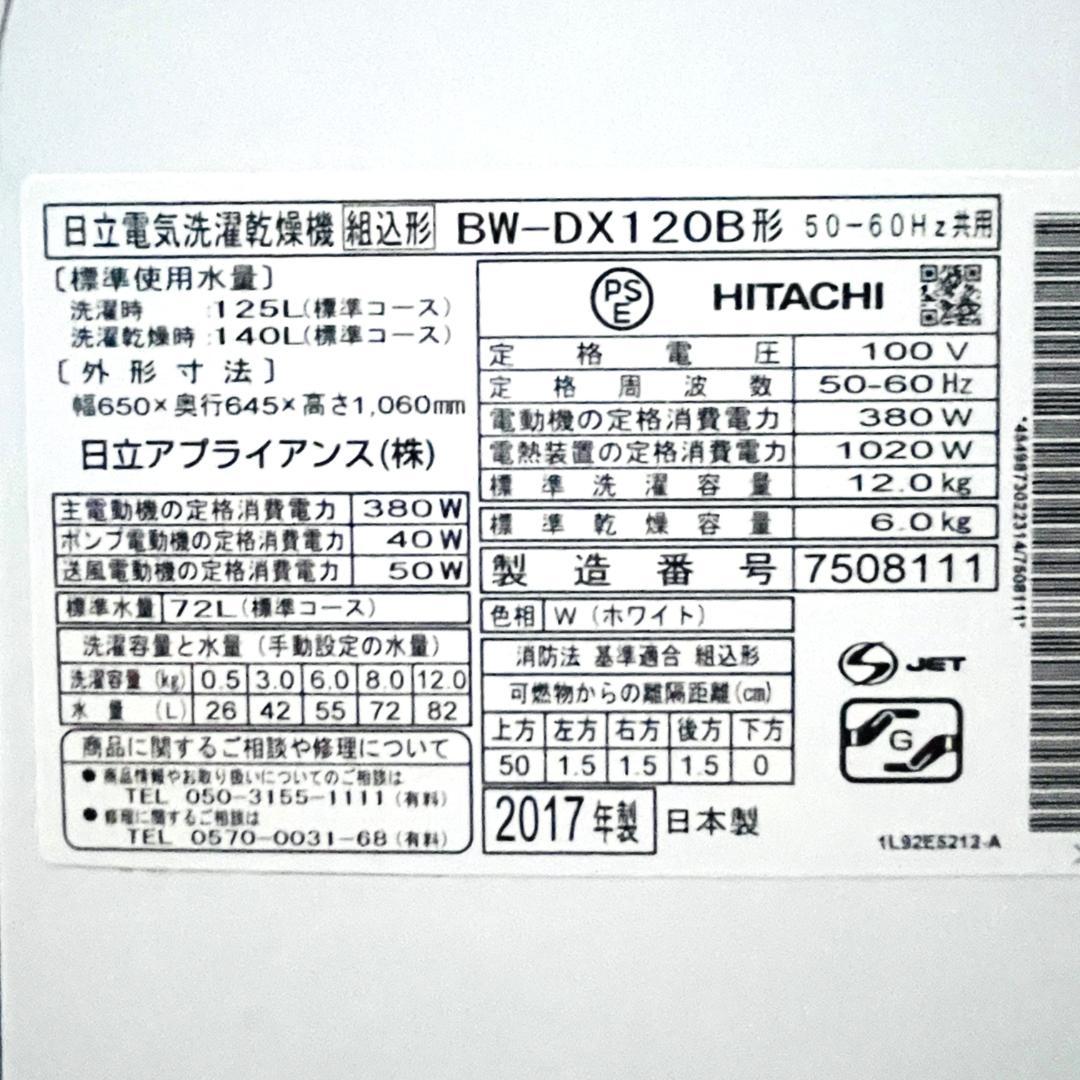 日立電気洗濯乾燥機 組込形 BW-DX120B形 50-60Hz共用
〔標準使用水量〕
洗濯時 :125L(標準コース)
洗濯乾燥時:140L(標準コース)
〔外形寸法〕
幅650×奥行645×高さ1,060mm
日立アプライアンス(株)
主電動機の定格消費電力 380W
ポンプ電動機の定格消費電力 40W
送風電動機の定格消費電力 50W
標準水量 72L(標準コース)
洗濯容量と水量(手動設定の水量)
洗濯容量(kg) 0.5 3.0 6.0 8.0 12.0
水量(L) 26 42 55 72 82
商品に関するご相談や修理について
●商品情報やお取り扱いについてのご相談は
TEL 050-3155-1111(有料)
●修理に関するご相談は
TEL 0570-0031-68(有料)
PSE HITACHI
定格電圧 100V
定格周波数 50-60Hz
電動機の定格消費電力 380W
電熱装置の定格消費電力 1020W
標準洗濯容量 12.0kg
標準乾燥容量 6.0kg
製造番号 7508111
色相 W(ホワイト)
消防法 基準適合 組込形
可燃物からの離隔距離(cm)
上方 左方 右方 後方 下方
50 1.5 1.5 1.5 0
2017年製 日本製
S JET
G
1L92E5212-A